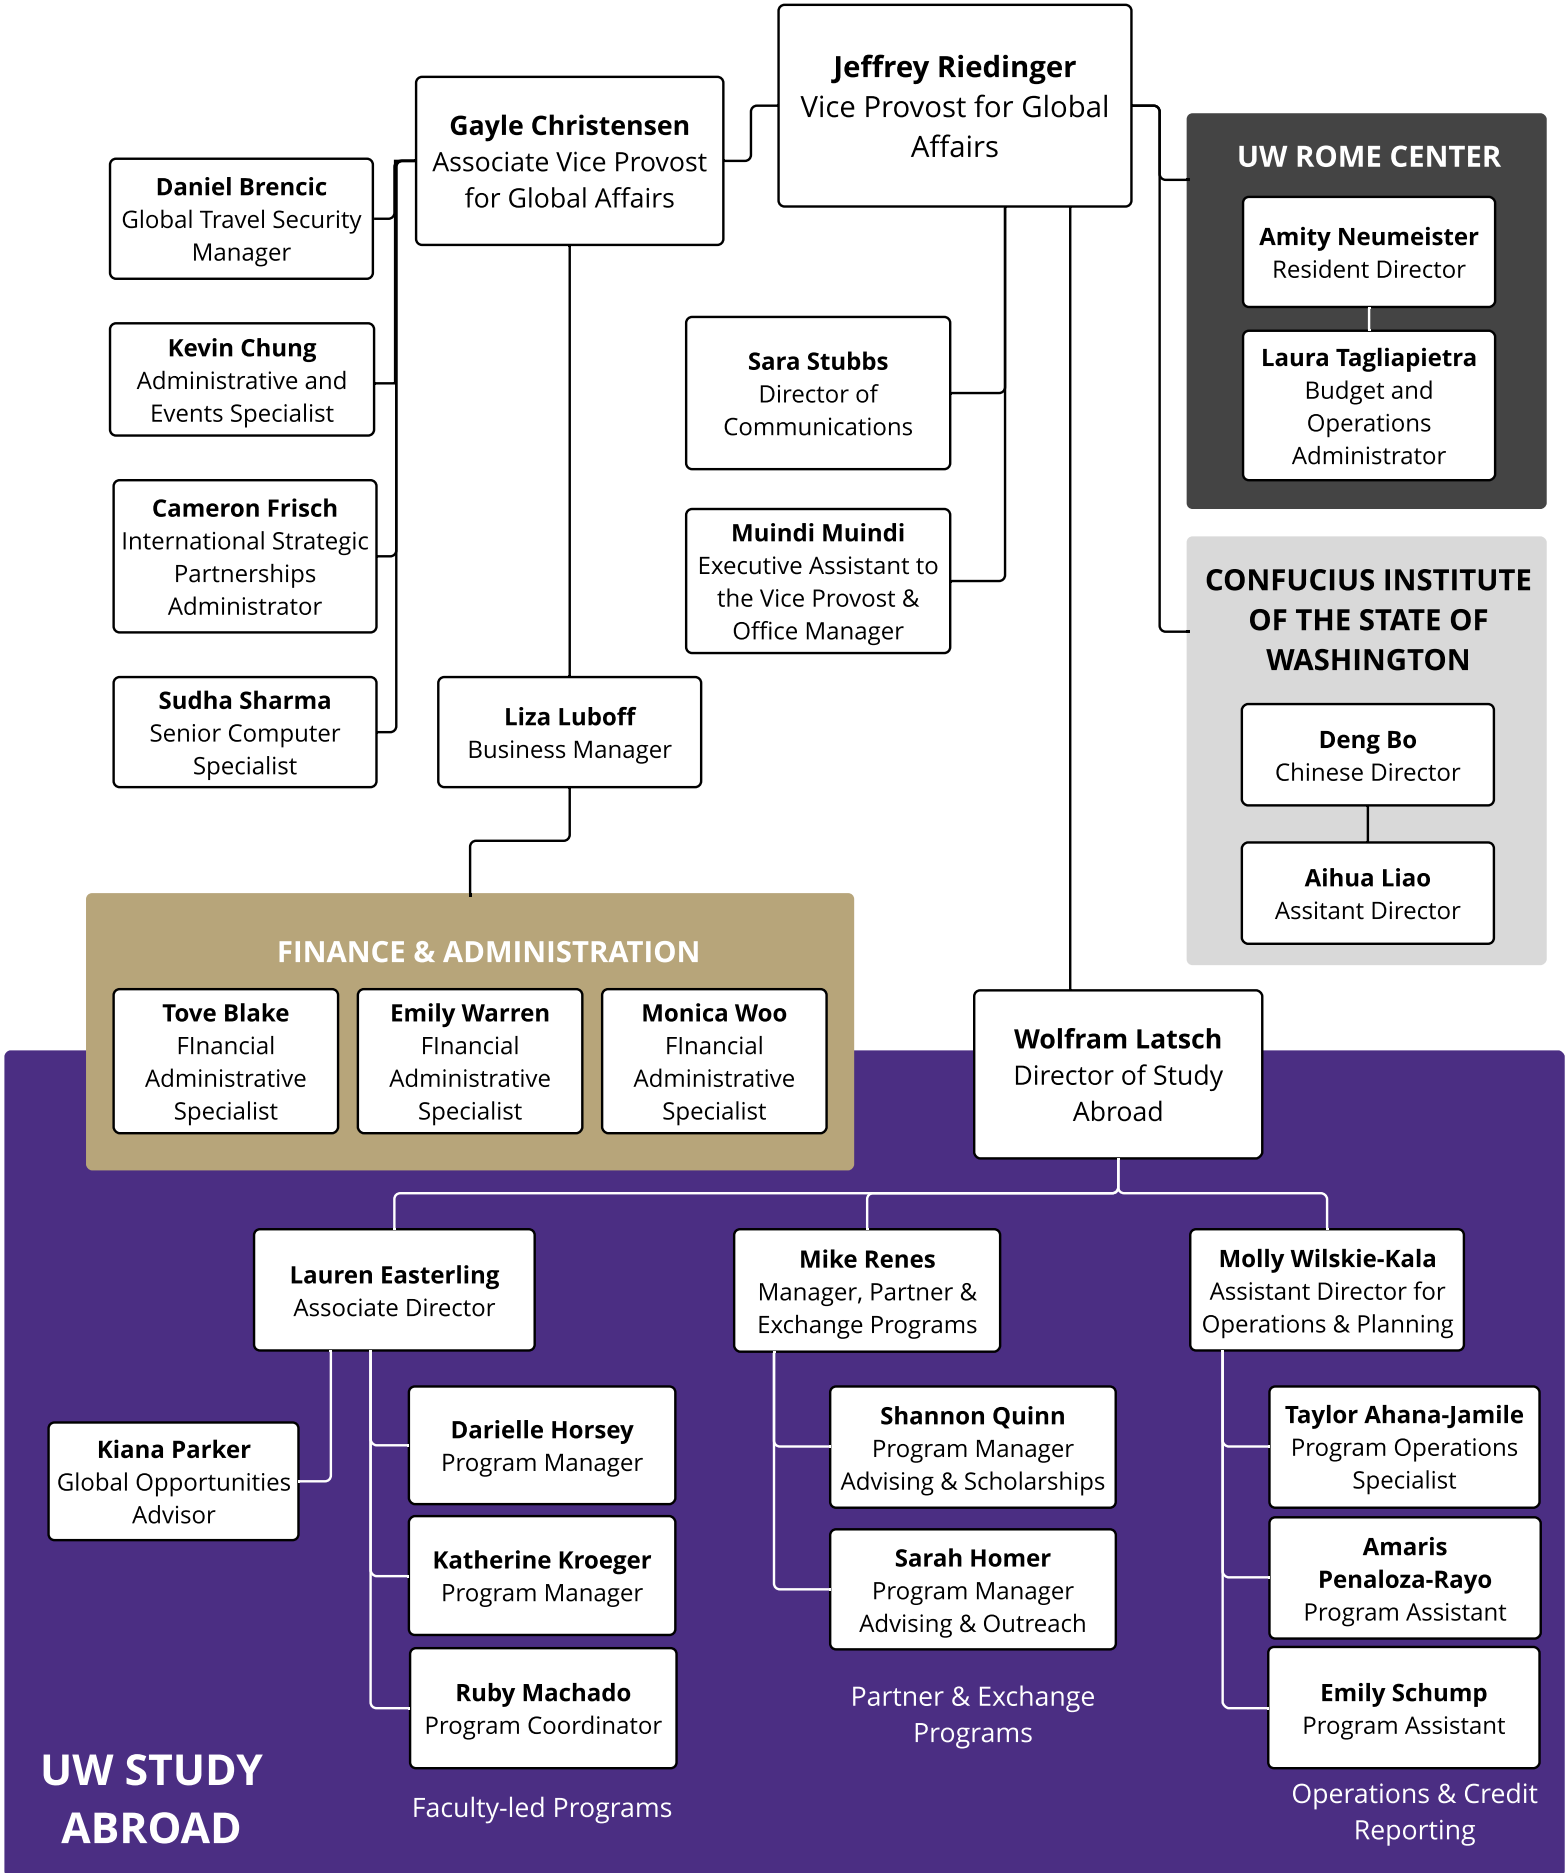 Jeffrey Riedinger
Vice Provost for Global
Affairs
Gayle Christensen
Associate Vice Provost
for Global Affairs
Daniel Brencic
Global Travel Security
Manager
Kevin Chung
Administrative and
Events Specialist
Cameron Frisch
International Strategic
Partnerships
Administrator
Sudha Sharma
Senior Computer
Specialist
Liza Luboff
Business Manager
Sara Stubbs
Director of
Communications
Muindi Muindi
Executive Assistant to
the Vice Provost &
Office Manager
UW ROME CENTER
Amity Neumeister
Resident Director
Laura Tagliapietra
Budget and
Operations
Administrator
CONFUCIUS INSTITUTE
OF THE STATE OF
WASHINGTON
Deng Bo
Chinese Director
Aihua Liao
Assitant Director
FINANCE & ADMINISTRATION
Tove Blake
FInancial
Administrative
Specialist
Emily Warren
FInancial
Administrative
Specialist
Monica Woo
FInancial
Administrative
Specialist
Wolfram Latsch
Director of Study
Abroad
Lauren Easterling
Associate Director
Kiana Parker
Global Opportunities
Advisor
Darielle Horsey
Program Manager
Katherine Kroeger
Program Manager
Ruby Machado
Program Coordinator
Faculty-led Programs
Mike Renes
Manager, Partner &
Exchange Programs
Shannon Quinn
Program Manager
Advising & Scholarships
Sarah Homer
Program Manager
Advising & Outreach
Partner & Exchange
Programs
Molly Wilskie-Kala
Assistant Director for
Operations & Planning
Taylor Ahana-Jamile
Program Operations
Specialist
Amaris
Penaloza-Rayo
Program Assistant
Emily Schump
Program Assistant
Operations & Credit
Reporting
UW STUDY
ABROAD